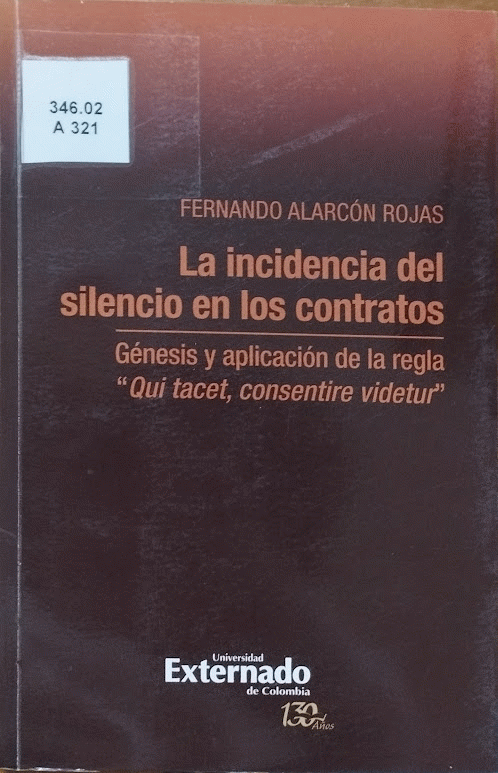 346.02
A 321
FERNANDO ALARCÓN ROJAS
La incidencia del
silencio en los contratos
Génesis y aplicación de la regla
“Qui tacet, consentire videtur”
Universidad
Externado
de Colombia
130
Años